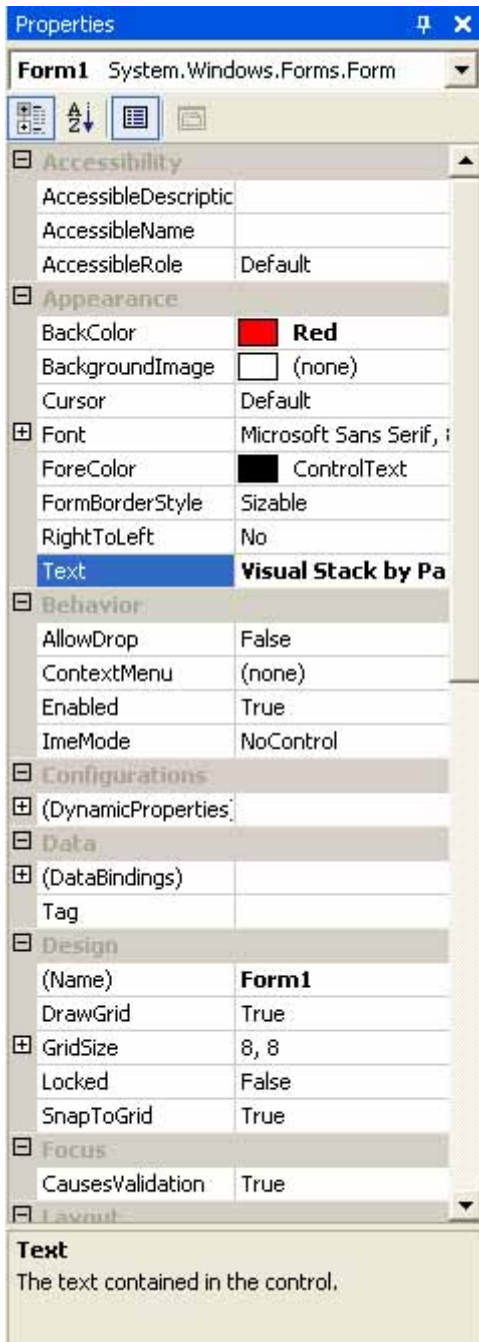 Properties
Form1 System.Windows.Forms.Form
Accessibility
AccessibleDescriptic
AccessibleName
AccessibleRole Default
Appearance
BackColor Red
BackgroundImage (none)
Cursor Default
Font Microsoft Sans Serif,
ForeColor ControlText
FormBorderStyle Sizable
RightToLeft No
Text Visual Stack by Pa
Behavior
AllowDrop False
ContextMenu (none)
Enabled True
ImeMode NoControl
Configurations
(DynamicProperties)
Data
(DataBindings)
Tag
Design
(Name) Form1
DrawGrid True
GridSize 8, 8
Locked False
SnapToGrid True
Focus
CausesValidation True
Layout
Text
The text contained in the control.